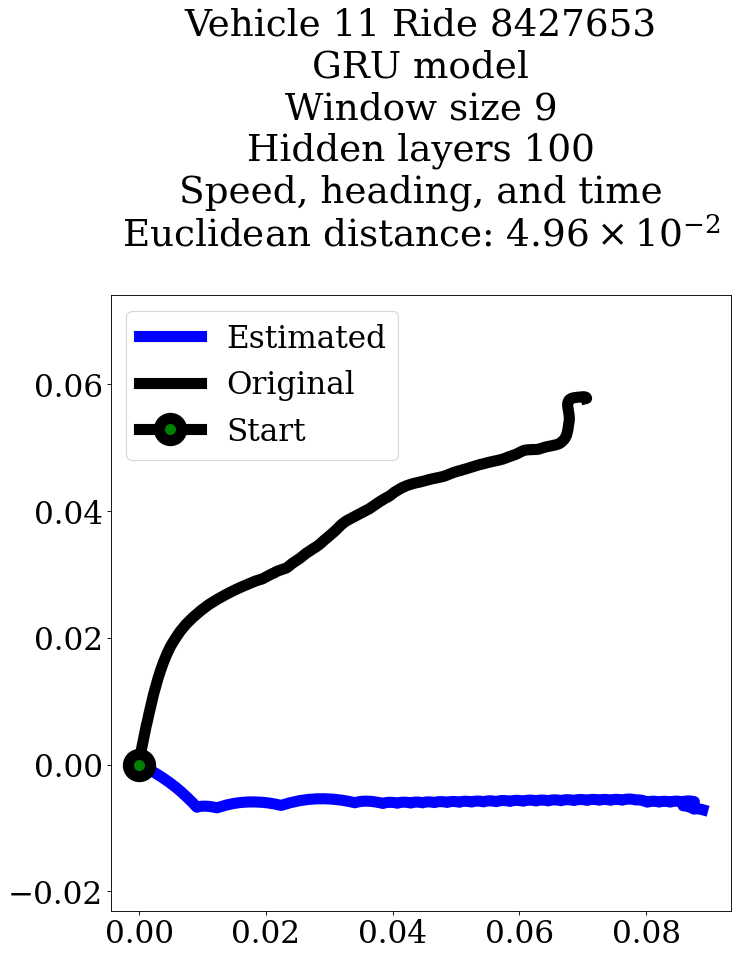 Vehicle 11 Ride 8427653
GRU model
Window size 9
Hidden layers 100
Speed, heading, and time
Euclidean distance: 4.96 × 10⁻²
Estimated
Original
Start
0.06
0.04
0.02
0.00
−0.02
0.00 0.02 0.04 0.06 0.08